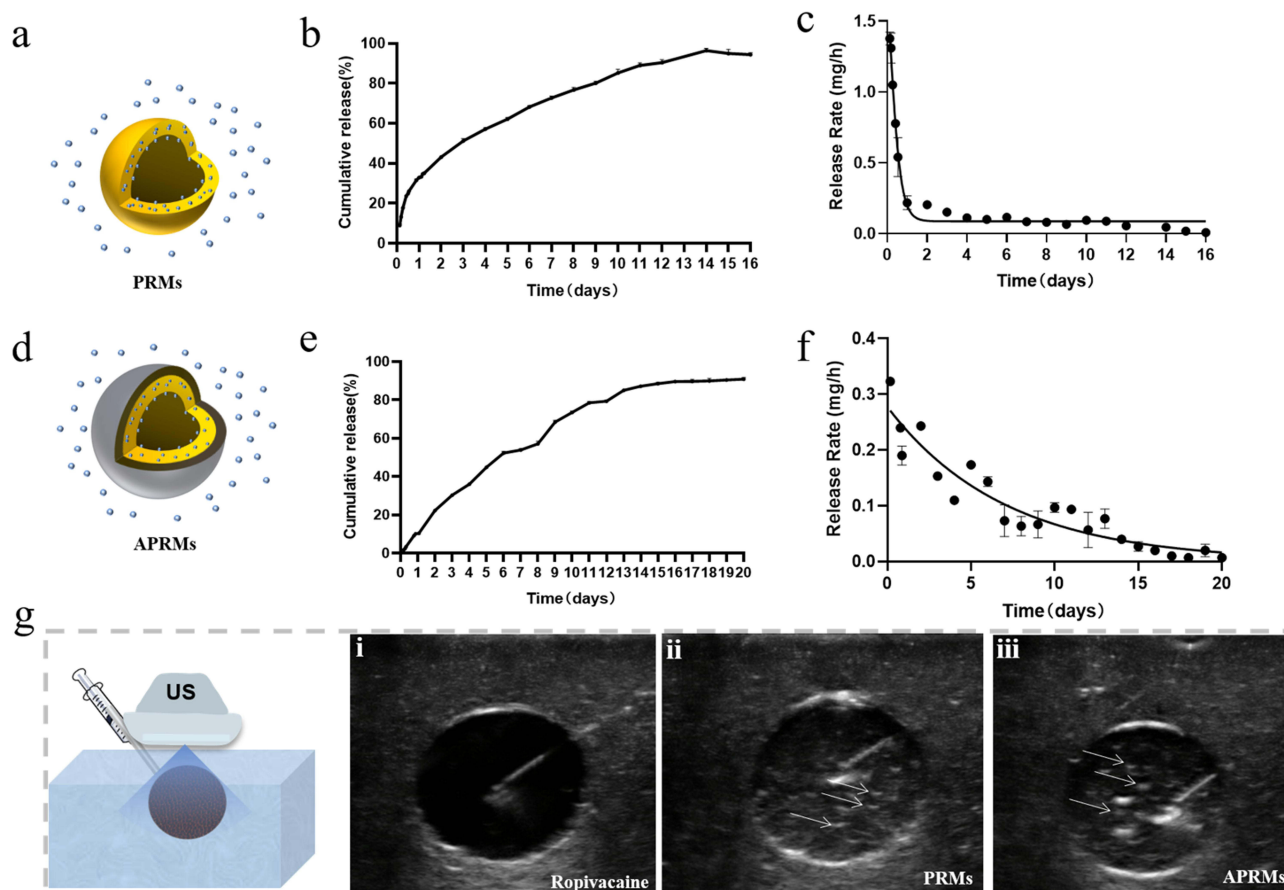 a
PRMs
b
Cumulative release(%)
100
80
60
40
20
0
0 1 2 3 4 5 6 7 8 9 10 11 12 13 14 15 16
Time(days)
c
Release Rate (mg/h)
1.5
1.0
0.5
0.0
0 2 4 6 8 10 12 14 16
Time(days)
d
APRMs
e
Cumulative release(%)
100
80
60
40
20
0
0 1 2 3 4 5 6 7 8 9 10 11 12 13 14 15 16 17 18 19 20
Time(days)
f
Release Rate (mg/h)
0.4
0.3
0.2
0.1
0.0
0 5 10 15 20
Time(days)
g
US
i
Ropivacaine
ii
PRMs
iii
APRMs